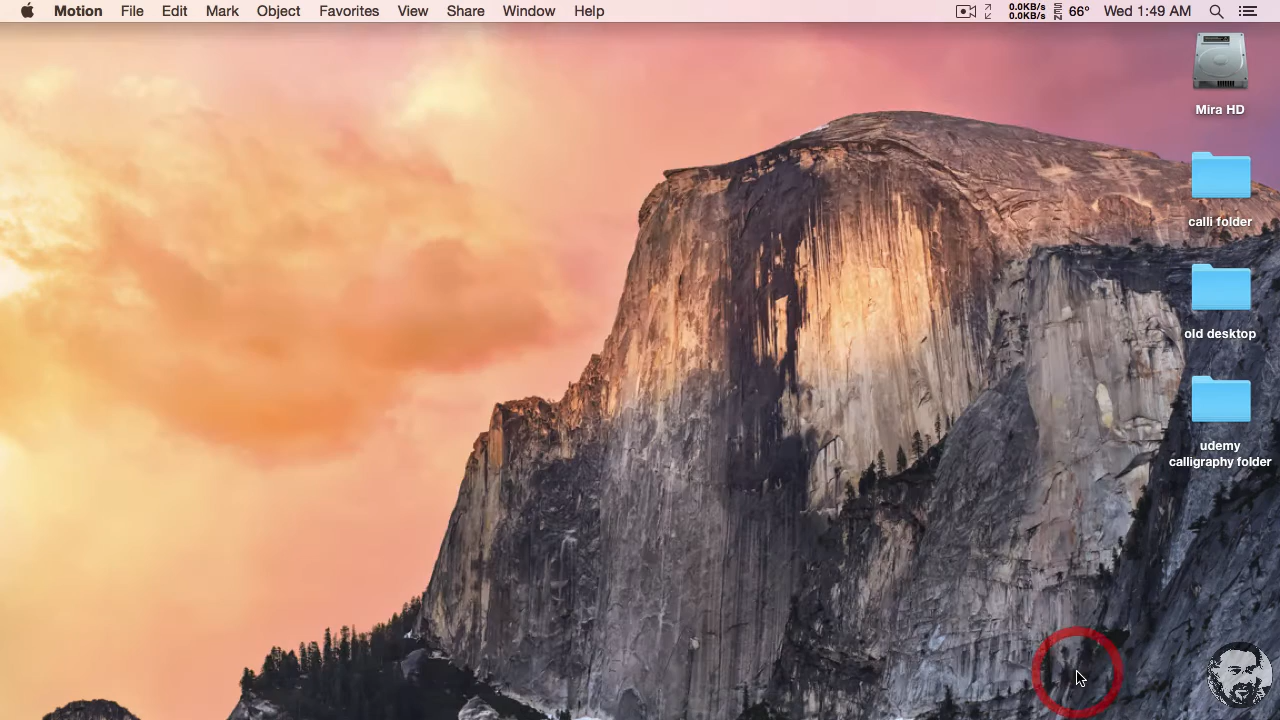 Motion File Edit Mark Object Favorites View Share Window Help 0.0KB/s SEN 66° Wed 1:49 AM
0.0KB/s
Mira HD
calli folder
old desktop
udemy
calligraphy folder